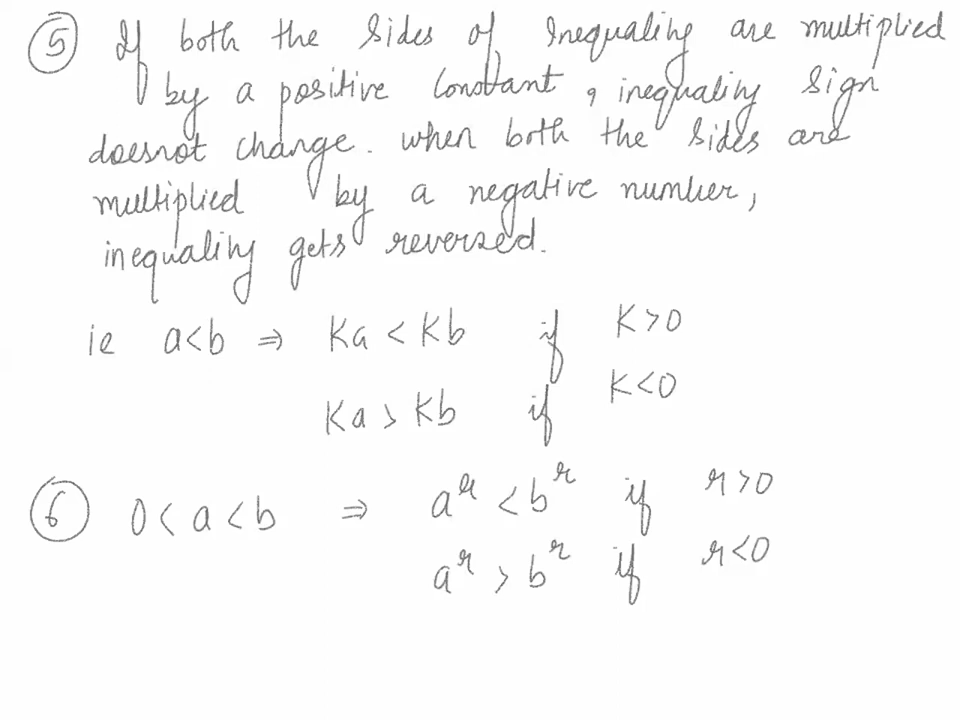 ⑤ If both the sides of Inequality are multiplied
by a positive constant, inequality sign
doesnot change. when both the sides are
multiplied by a negative number,
inequality gets reversed.
ie a<b ⇒ Ka < Kb if K>0
Ka > Kb if K<0
⑥ 0< a < b ⇒ a^r < b^r if r>0
a^r > b^r if r<0